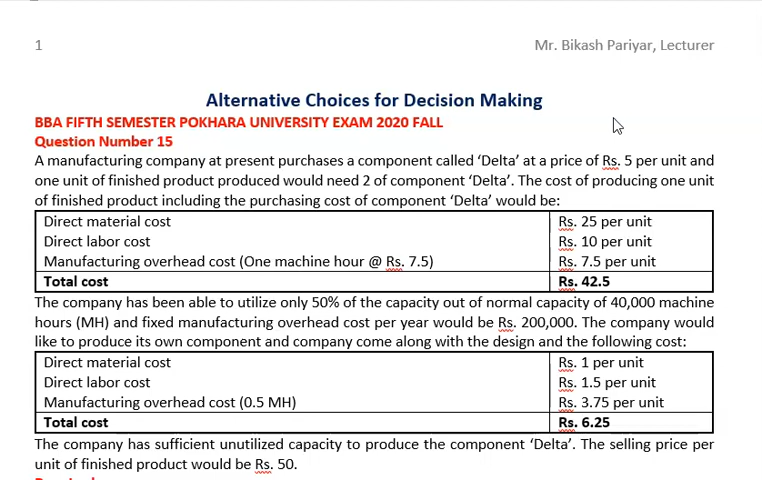 1
Mr. Bikash Pariyar, Lecturer
Alternative Choices for Decision Making
BBA FIFTH SEMESTER POKHARA UNIVERSITY EXAM 2020 FALL
Question Number 15
A manufacturing company at present purchases a component called ‘Delta’ at a price of Rs. 5 per unit and
one unit of finished product produced would need 2 of component ‘Delta’. The cost of producing one unit
of finished product including the purchasing cost of component ‘Delta’ would be:
Direct material cost Rs. 25 per unit
Direct labor cost Rs. 10 per unit
Manufacturing overhead cost (One machine hour @ Rs. 7.5) Rs. 7.5 per unit
Total cost Rs. 42.5
The company has been able to utilize only 50% of the capacity out of normal capacity of 40,000 machine
hours (MH) and fixed manufacturing overhead cost per year would be Rs. 200,000. The company would
like to produce its own component and company come along with the design and the following cost:
Direct material cost Rs. 1 per unit
Direct labor cost Rs. 1.5 per unit
Manufacturing overhead cost (0.5 MH) Rs. 3.75 per unit
Total cost Rs. 6.25
The company has sufficient unutilized capacity to produce the component ‘Delta’. The selling price per
unit of finished product would be Rs. 50.